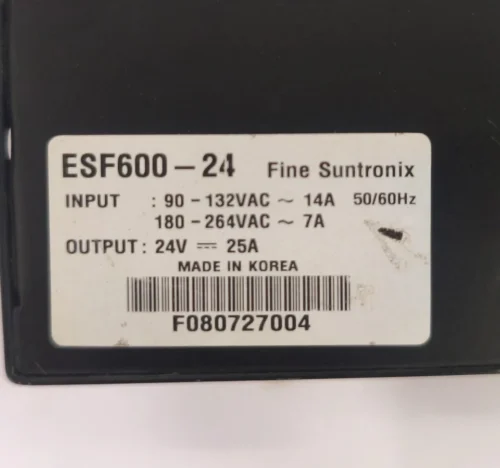 ESF600-24 Fine Suntronix
INPUT : 90-132VAC ~ 14A 50/60Hz
180-264VAC ~ 7A
OUTPUT : 24V ⎓ 25A
MADE IN KOREA
F080727004